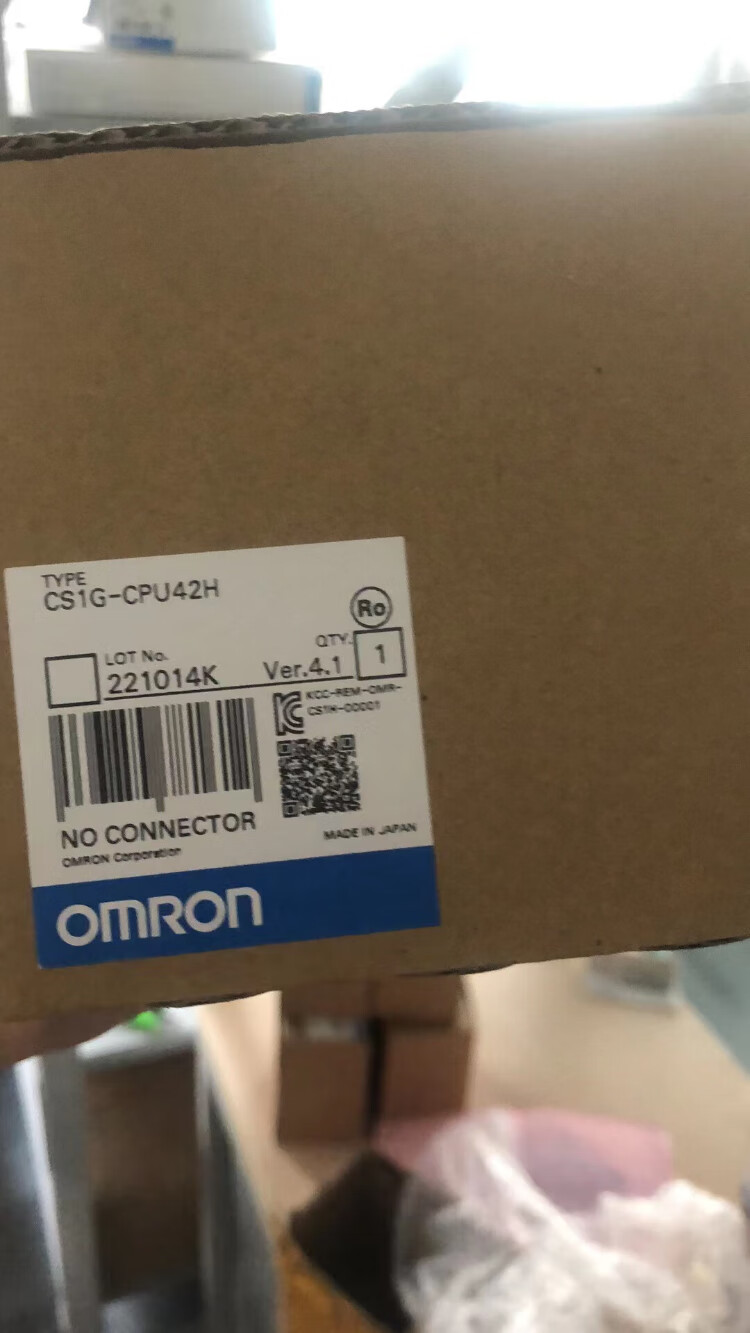 TYPE
CS1G-CPU42H
Ro
LOT No.
221014K
Ver.4.1
QTY.
1
KCC-REM-OMR-
CS1H-00001
NO CONNECTOR
OMRON Corporation
MADE IN JAPAN
OMRON